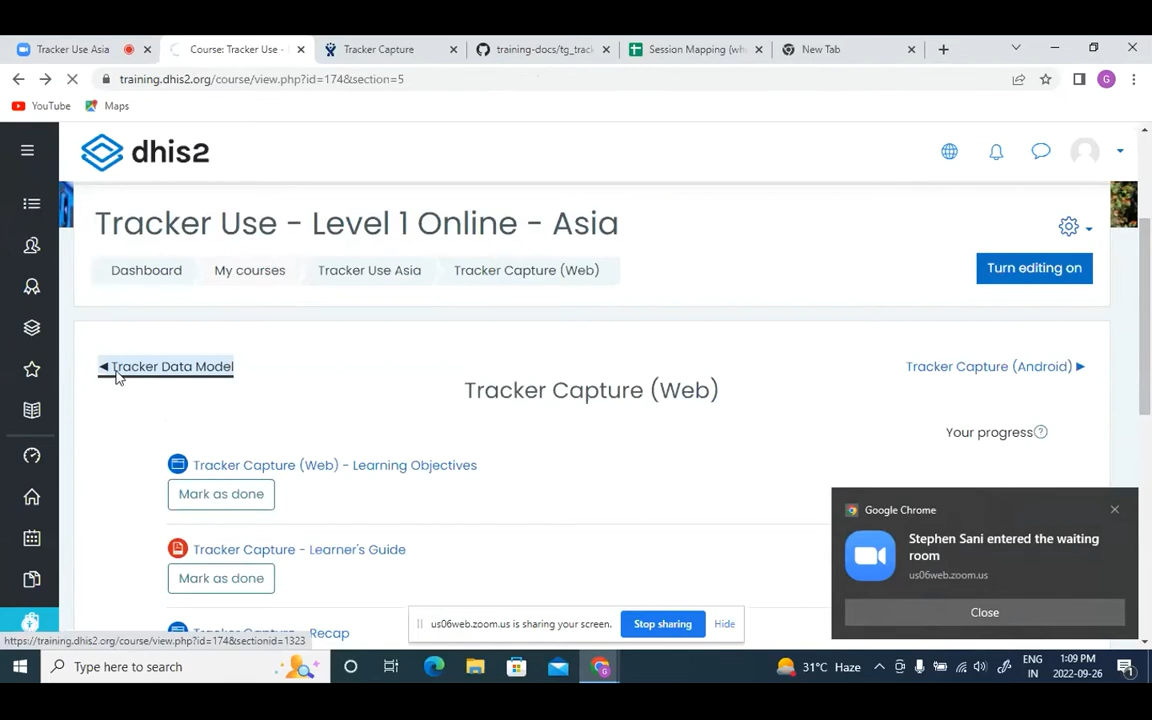 Tracker Use Asia
Course: Tracker Use -
Tracker Capture
training-docs/tg_track
Session Mapping (wh
New Tab
training.dhis2.org/course/view.php?id=174&section=5
YouTube
Maps
dhis2
Tracker Use - Level 1 Online - Asia
Dashboard
My courses
Tracker Use Asia
Tracker Capture (Web)
Turn editing on
◀ Tracker Data Model
Tracker Capture (Android) ▶
Tracker Capture (Web)
Your progress
Tracker Capture (Web) - Learning Objectives
Mark as done
Tracker Capture - Learner's Guide
Mark as done
Tracker Capture - Recap
Google Chrome
Stephen Sani entered the waiting
room
us06web.zoom.us
Close
us06web.zoom.us is sharing your screen.
Stop sharing
Hide
https://training.dhis2.org/course/view.php?id=174&sectionid=1323
Type here to search
31°C Haze
ENG
IN
1:09 PM
2022-09-26